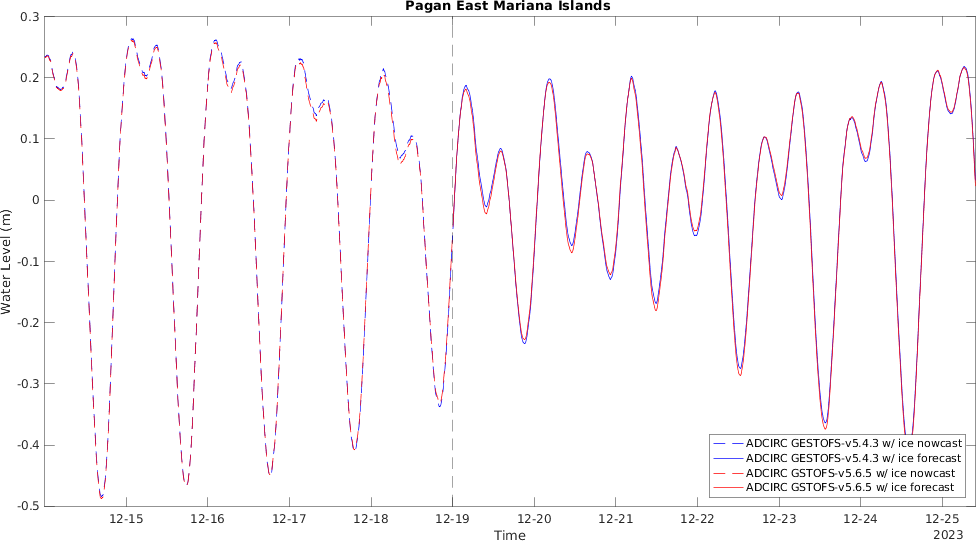 Pagan East Mariana Islands
Water Level (m)
0.3
0.2
0.1
0
-0.1
-0.2
-0.3
-0.4
-0.5
ADCIRC GESTOFS-v5.4.3 w/ ice nowcast
ADCIRC GESTOFS-v5.4.3 w/ ice forecast
ADCIRC GSTOFS-v5.6.5 w/ ice nowcast
ADCIRC GSTOFS-v5.6.5 w/ ice forecast
12-15 12-16 12-17 12-18 12-19 12-20 12-21 12-22 12-23 12-24 12-25
Time
2023